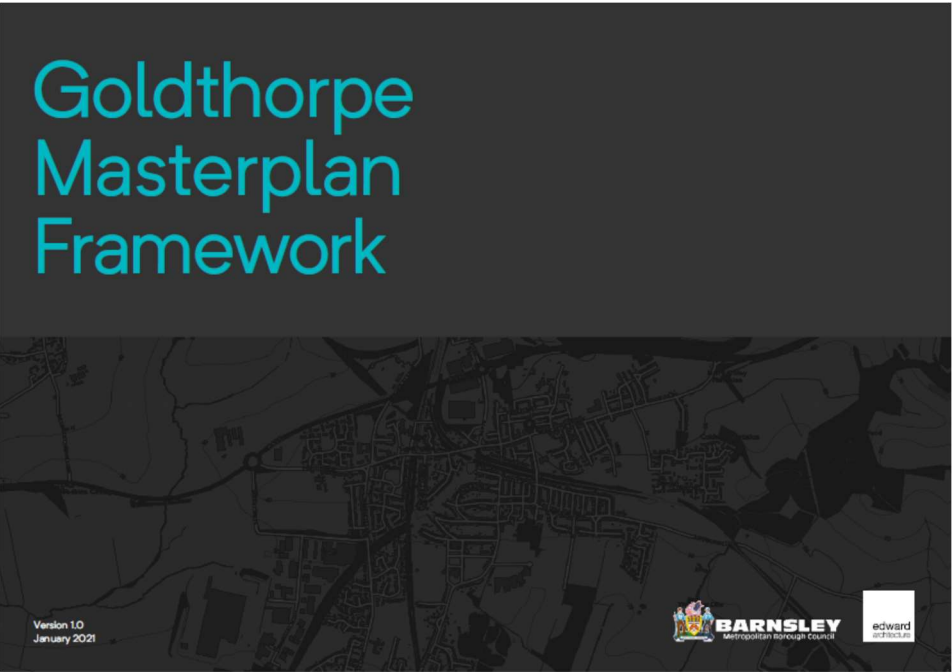 Goldthorpe
Masterplan
Framework
Version 1.0
January 2021
BARNSLEY
Metropolitan Borough Council
edward
architecture